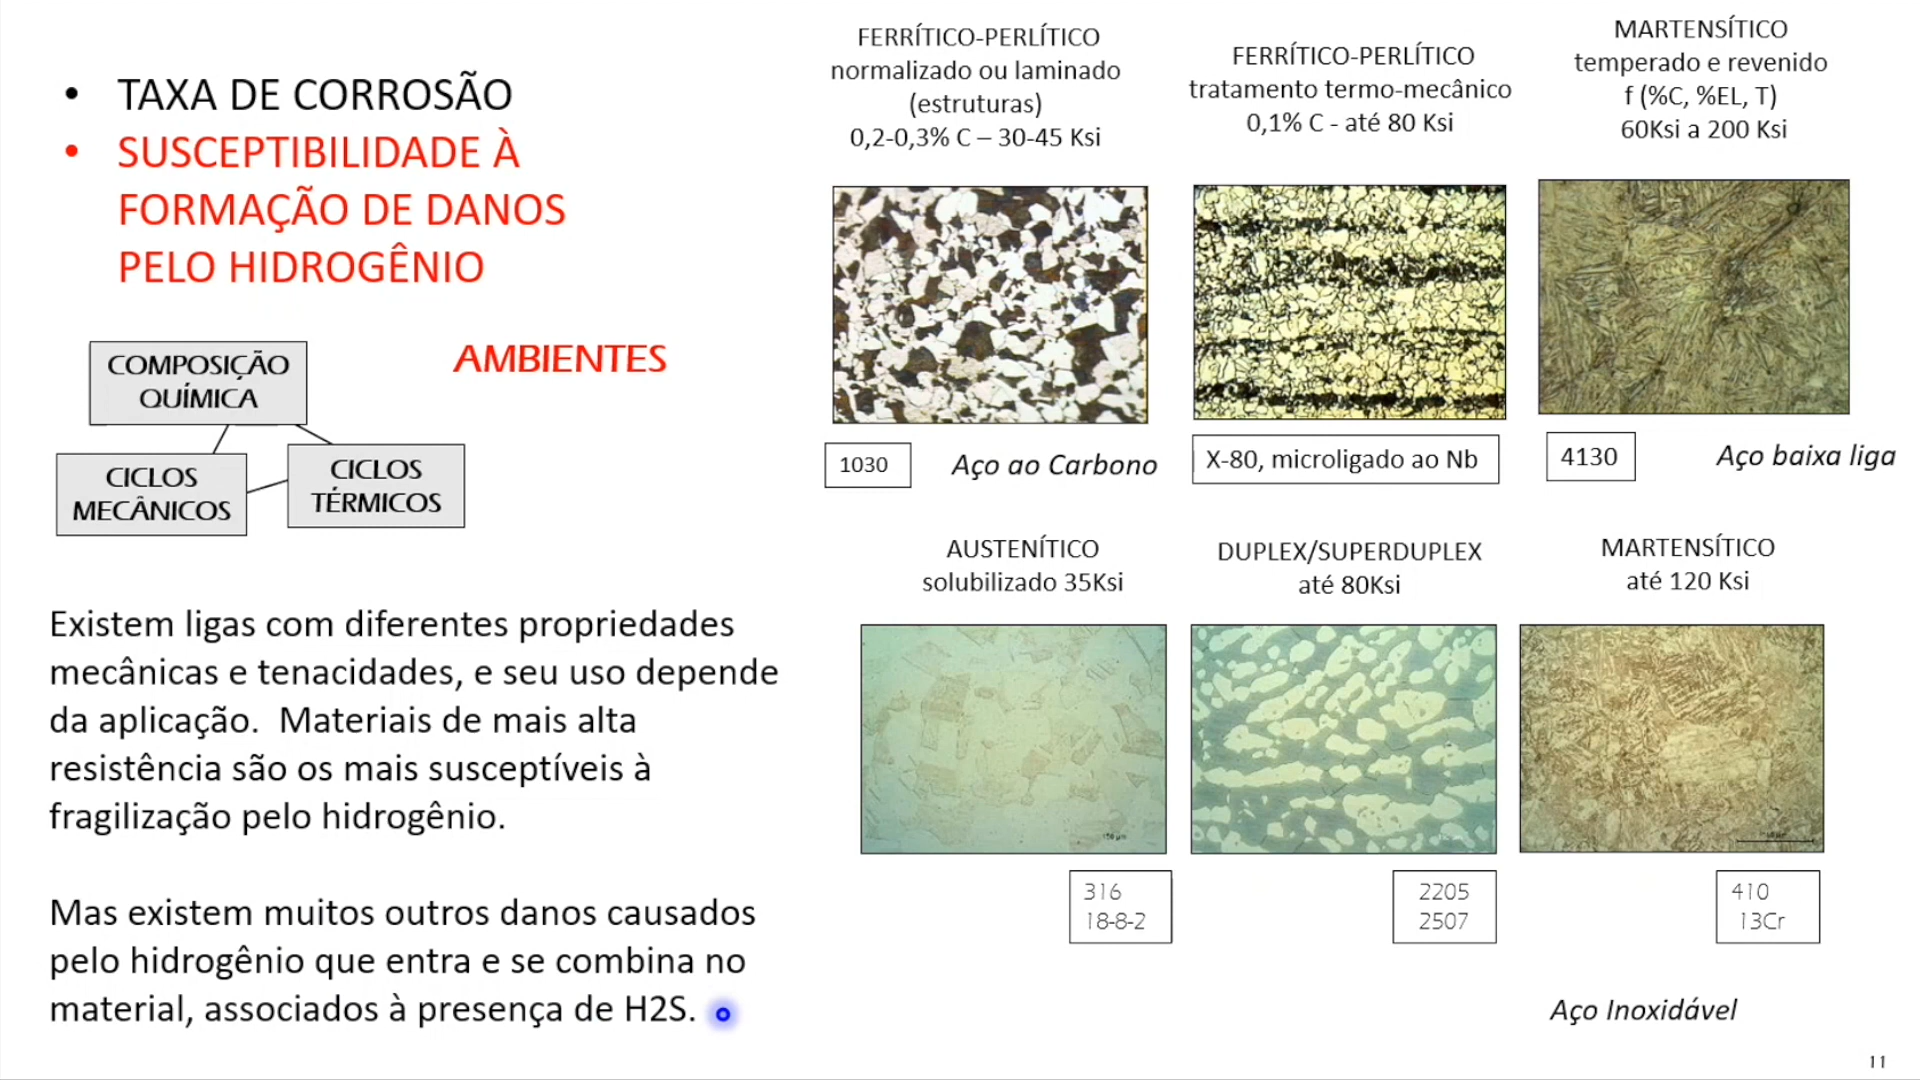 • TAXA DE CORROSÃO
• SUSCEPTIBILIDADE À
FORMAÇÃO DE DANOS
PELO HIDROGÊNIO
COMPOSIÇÃO
QUÍMICA
AMBIENTES
CICLOS
MECÂNICOS
CICLOS
TÉRMICOS
Existem ligas com diferentes propriedades
mecânicas e tenacidades, e seu uso depende
da aplicação. Materiais de mais alta
resistência são os mais susceptíveis à
fragilização pelo hidrogênio.
Mas existem muitos outros danos causados
pelo hidrogênio que entra e se combina no
material, associados à presença de H2S.
FERRÍTICO-PERLÍTICO
normalizado ou laminado
(estruturas)
0,2-0,3% C – 30-45 Ksi
1030
Aço ao Carbono
FERRÍTICO-PERLÍTICO
tratamento termo-mecânico
0,1% C - até 80 Ksi
X-80, microligado ao Nb
MARTENSÍTICO
temperado e revenido
f (%C, %EL, T)
60Ksi a 200 Ksi
4130
Aço baixa liga
AUSTENÍTICO
solubilizado 35Ksi
316
18-8-2
DUPLEX/SUPERDUPLEX
até 80Ksi
2205
2507
MARTENSÍTICO
até 120 Ksi
410
13Cr
Aço Inoxidável
11